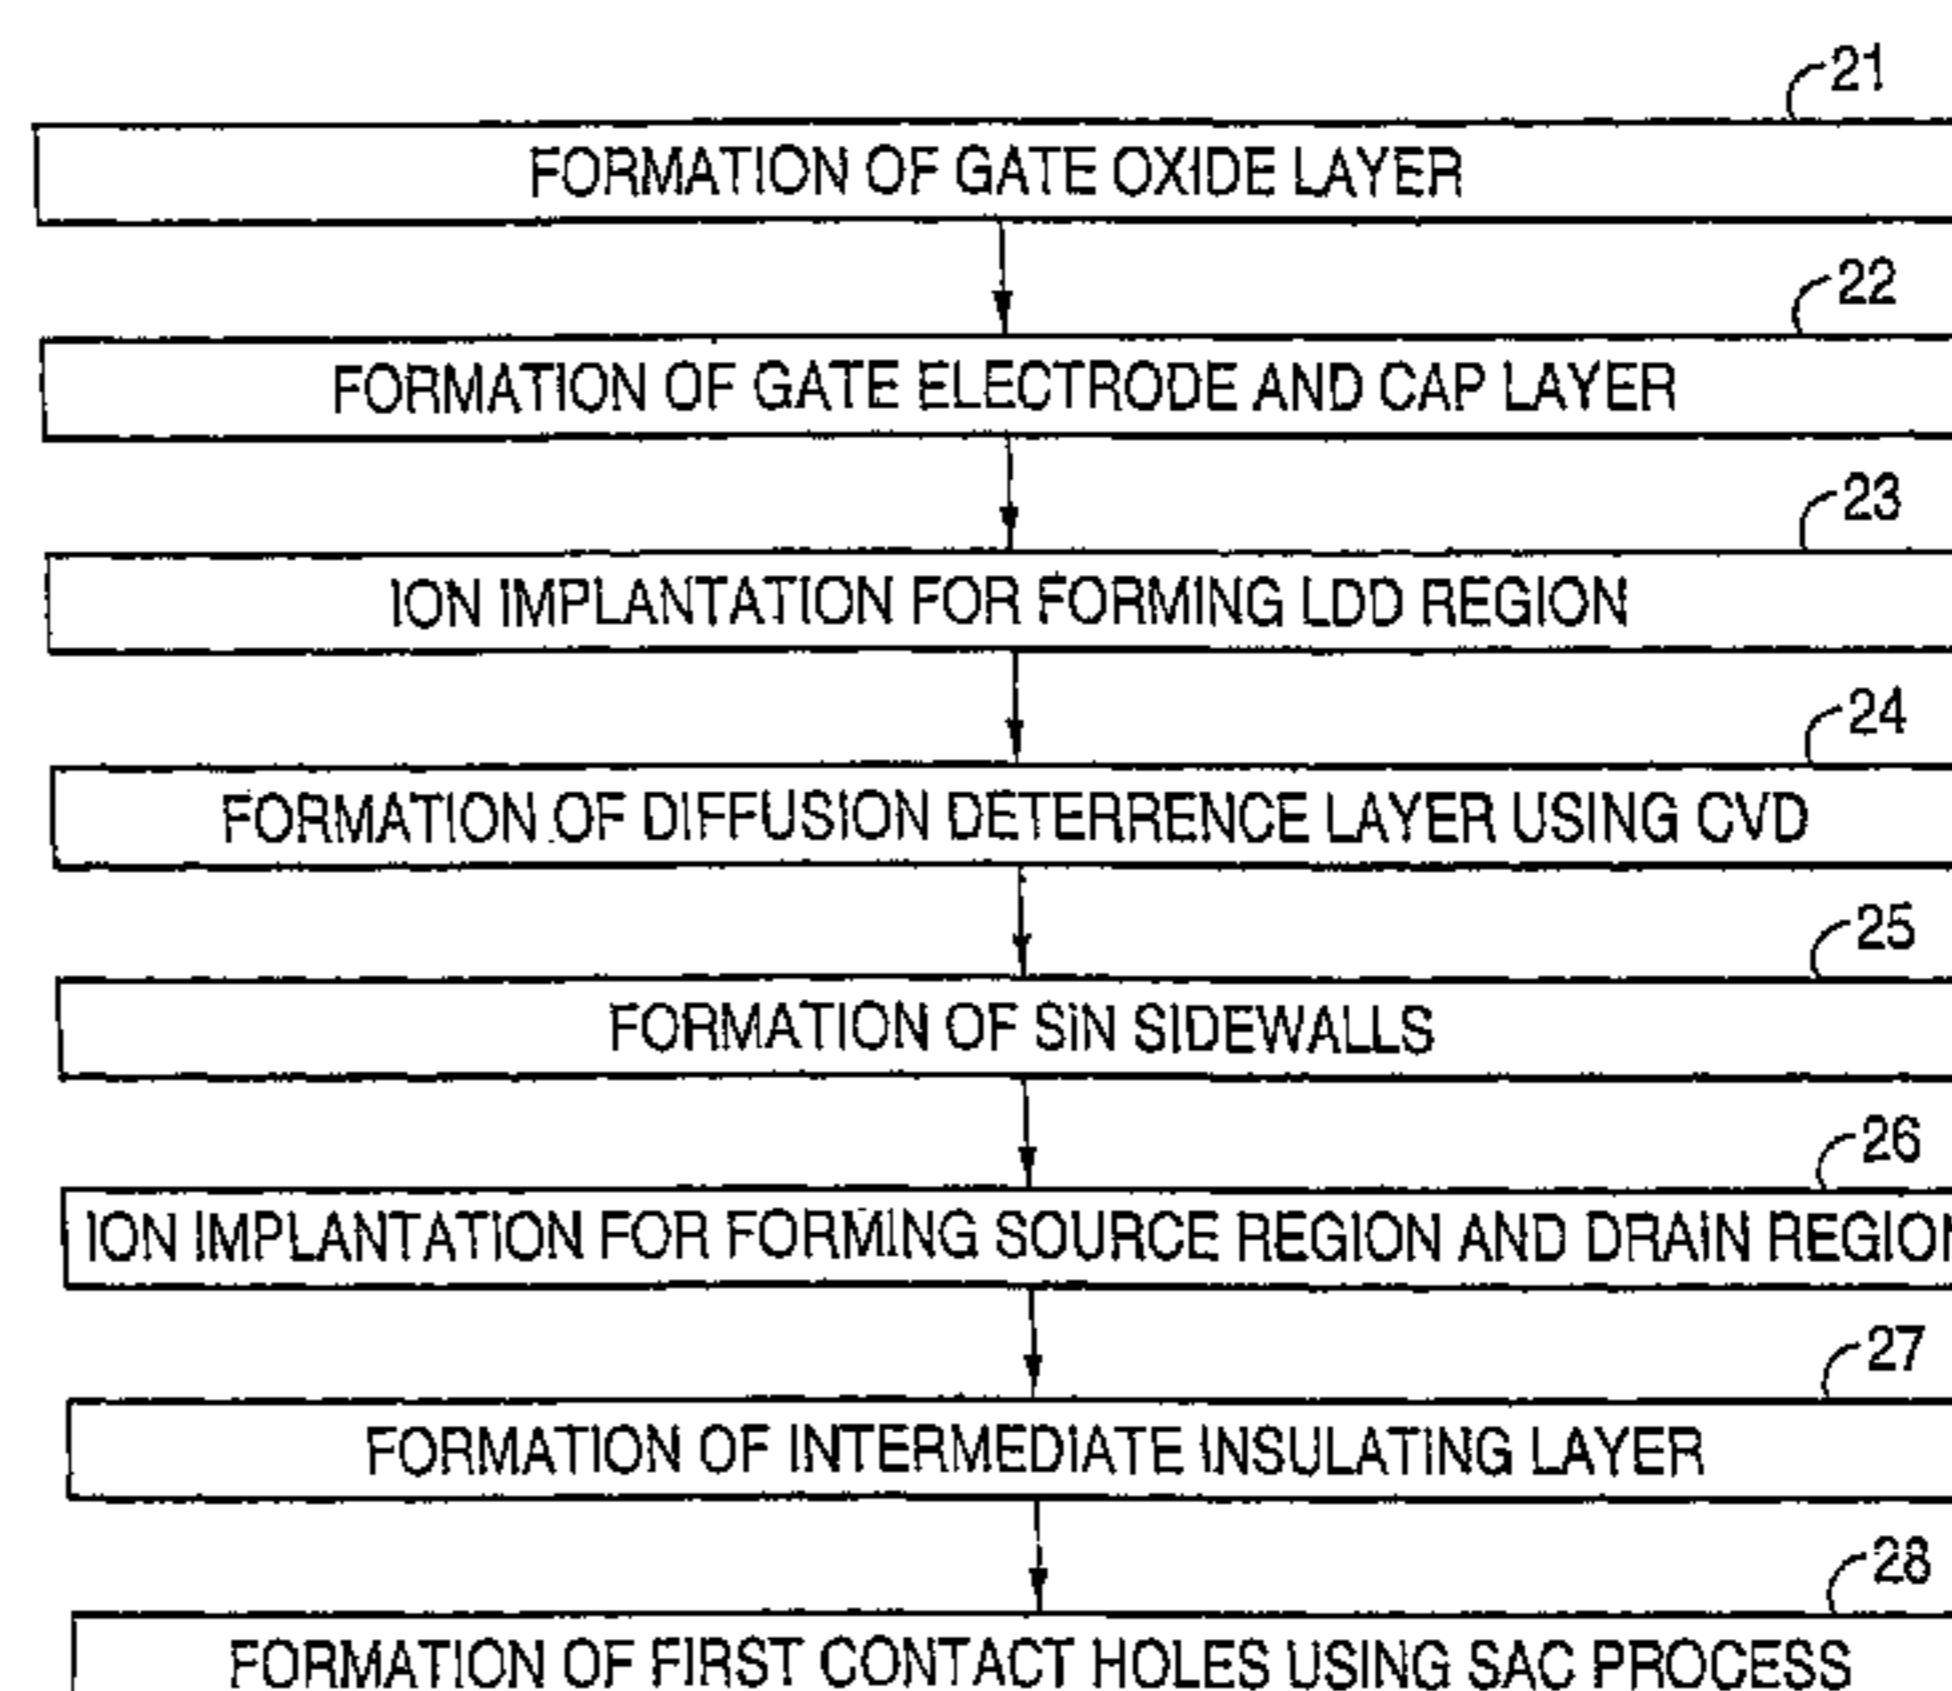 21
FORMATION OF GATE OXIDE LAYER
22
FORMATION OF GATE ELECTRODE AND CAP LAYER
23
ION IMPLANTATION FOR FORMING LDD REGION
24
FORMATION OF DIFFUSION DETERRENCE LAYER USING CVD
25
FORMATION OF SiN SIDEWALLS
26
ION IMPLANTATION FOR FORMING SOURCE REGION AND DRAIN REGION
27
FORMATION OF INTERMEDIATE INSULATING LAYER
28
FORMATION OF FIRST CONTACT HOLES USING SAC PROCESS